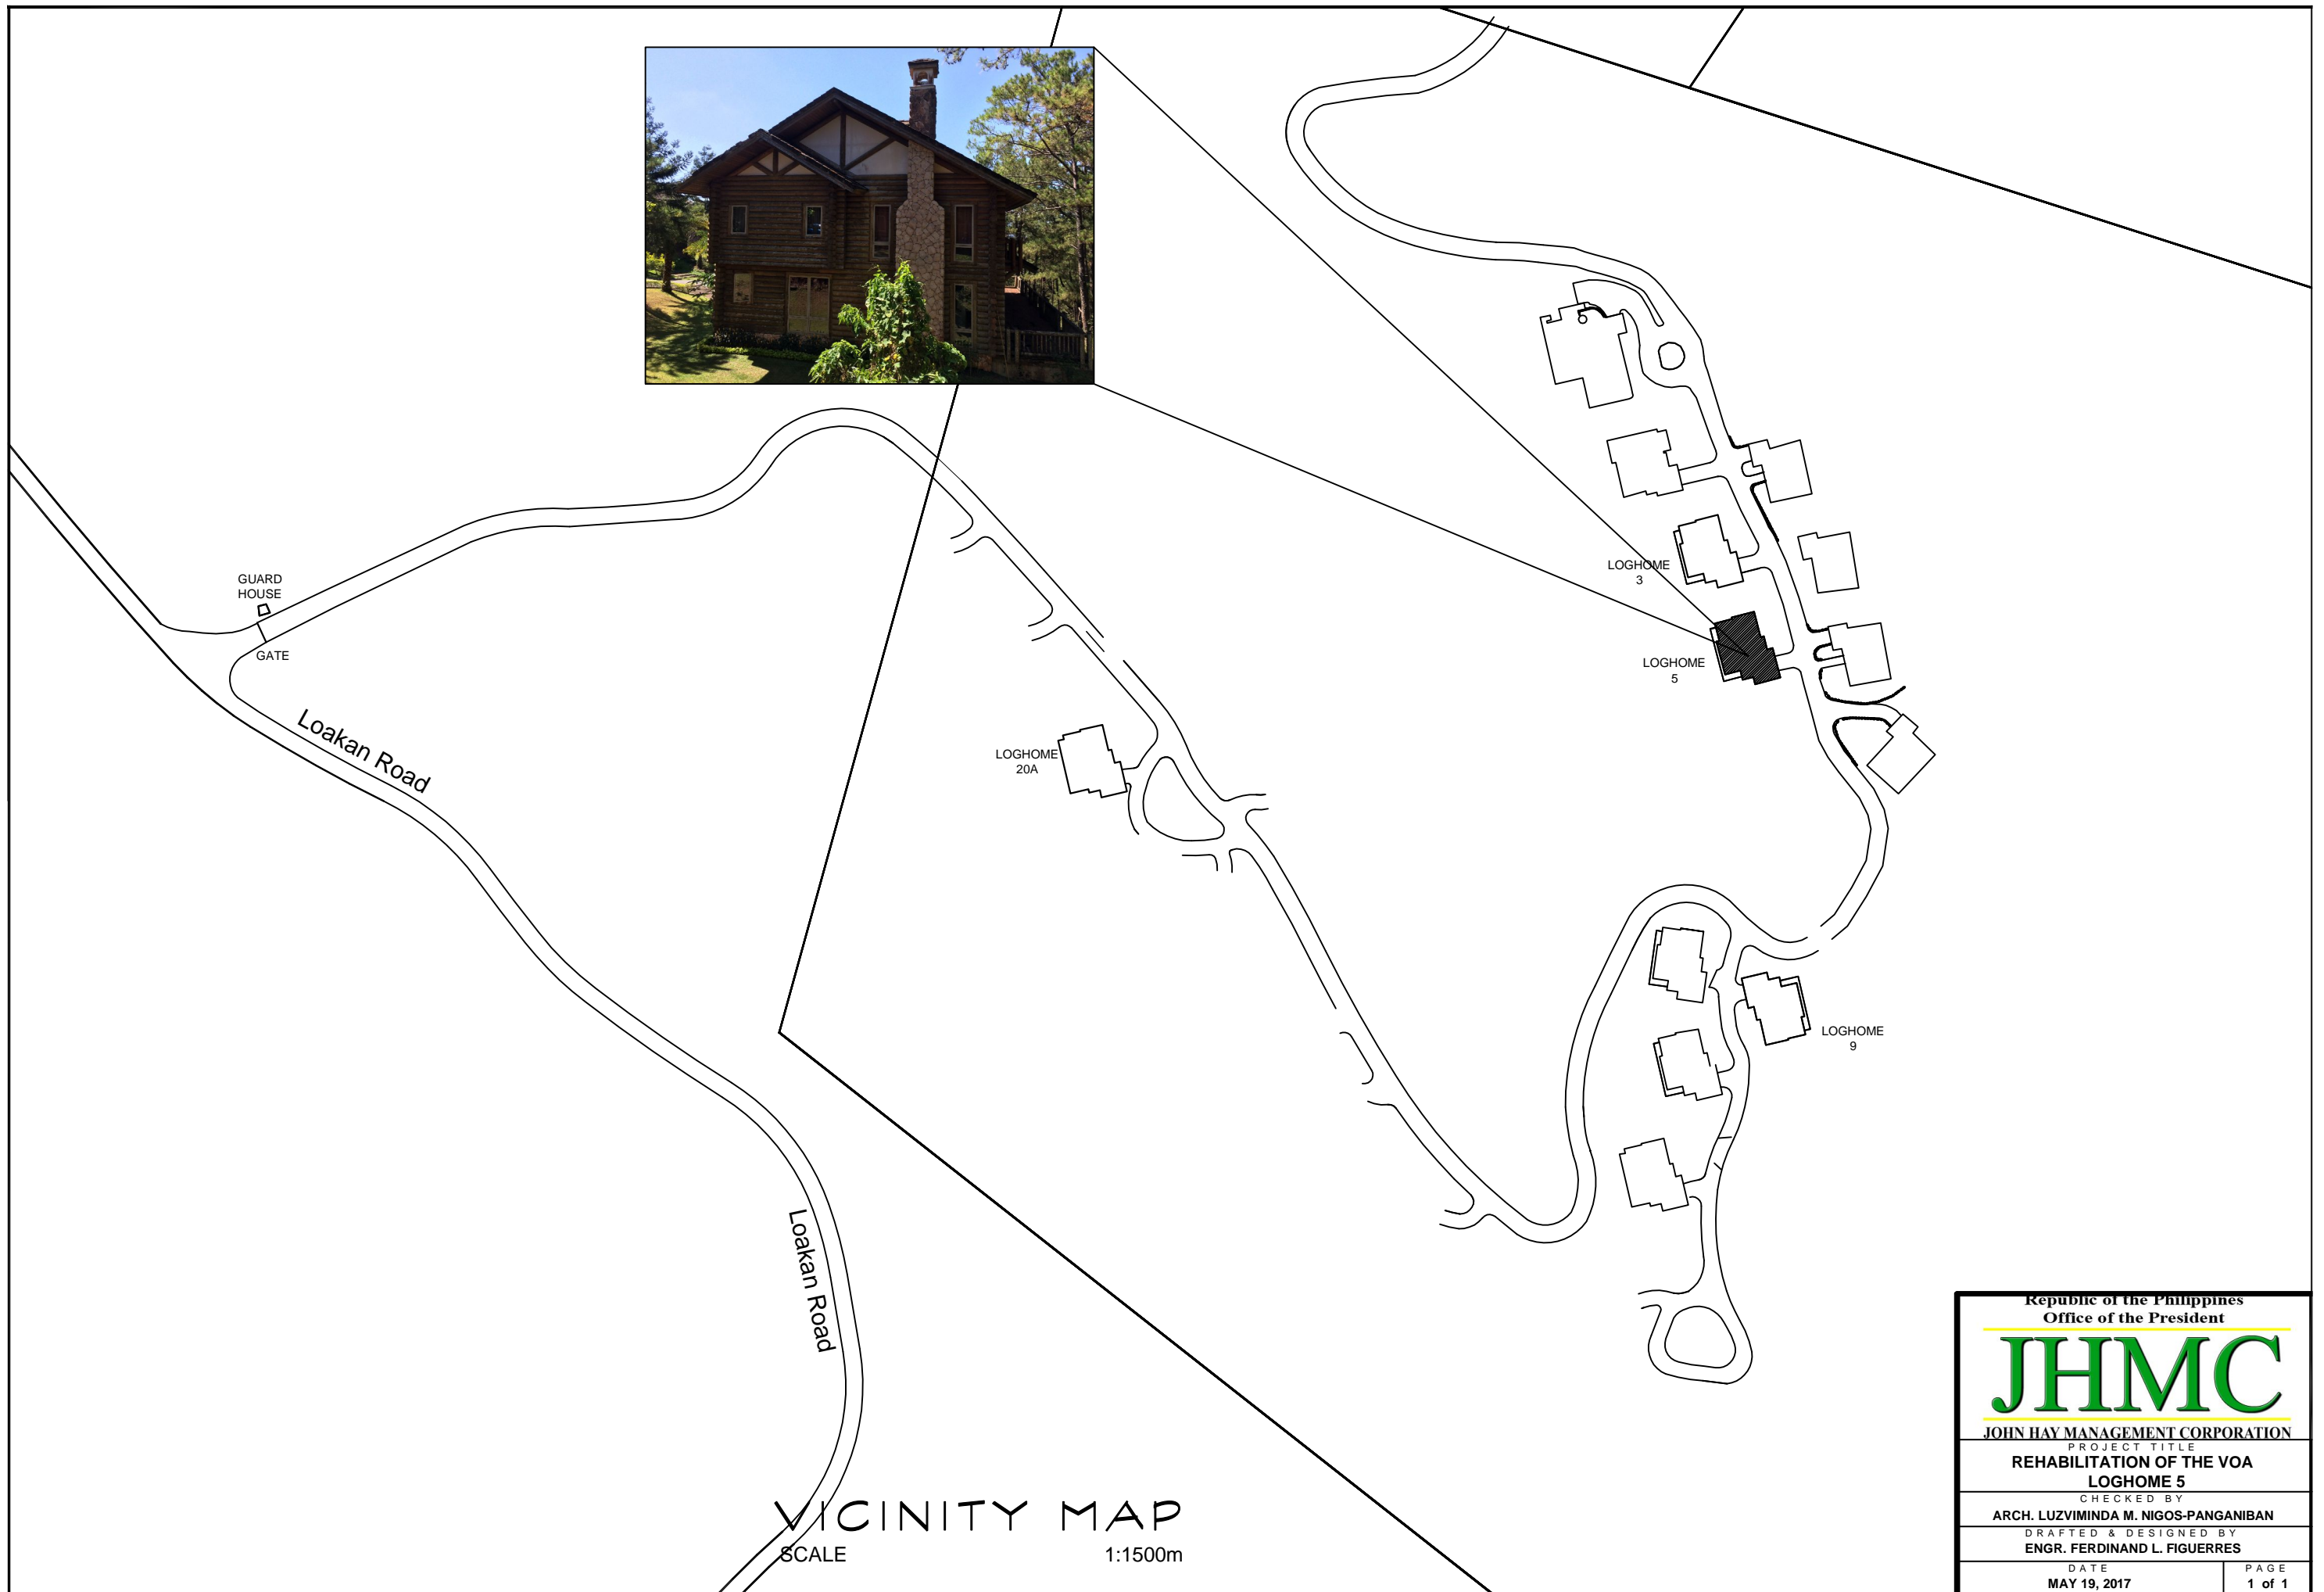 GUARD
HOUSE
GATE
Loakan Road
LOGHOME
3
LOGHOME
5
LOGHOME
20A
LOGHOME
9
Loakan Road
VICINITY MAP
SCALE 1:1500m
Republic of the Philippines
Office of the President
JHMC
JOHN HAY MANAGEMENT CORPORATION
PROJECT TITLE
REHABILITATION OF THE VOA
LOGHOME 5
CHECKED BY
ARCH. LUZVIMINDA M. NIGOS-PANGANIBAN
DRAFTED & DESIGNED BY
ENGR. FERDINAND L. FIGUERRES
DATE PAGE
MAY 19, 2017 1 of 1